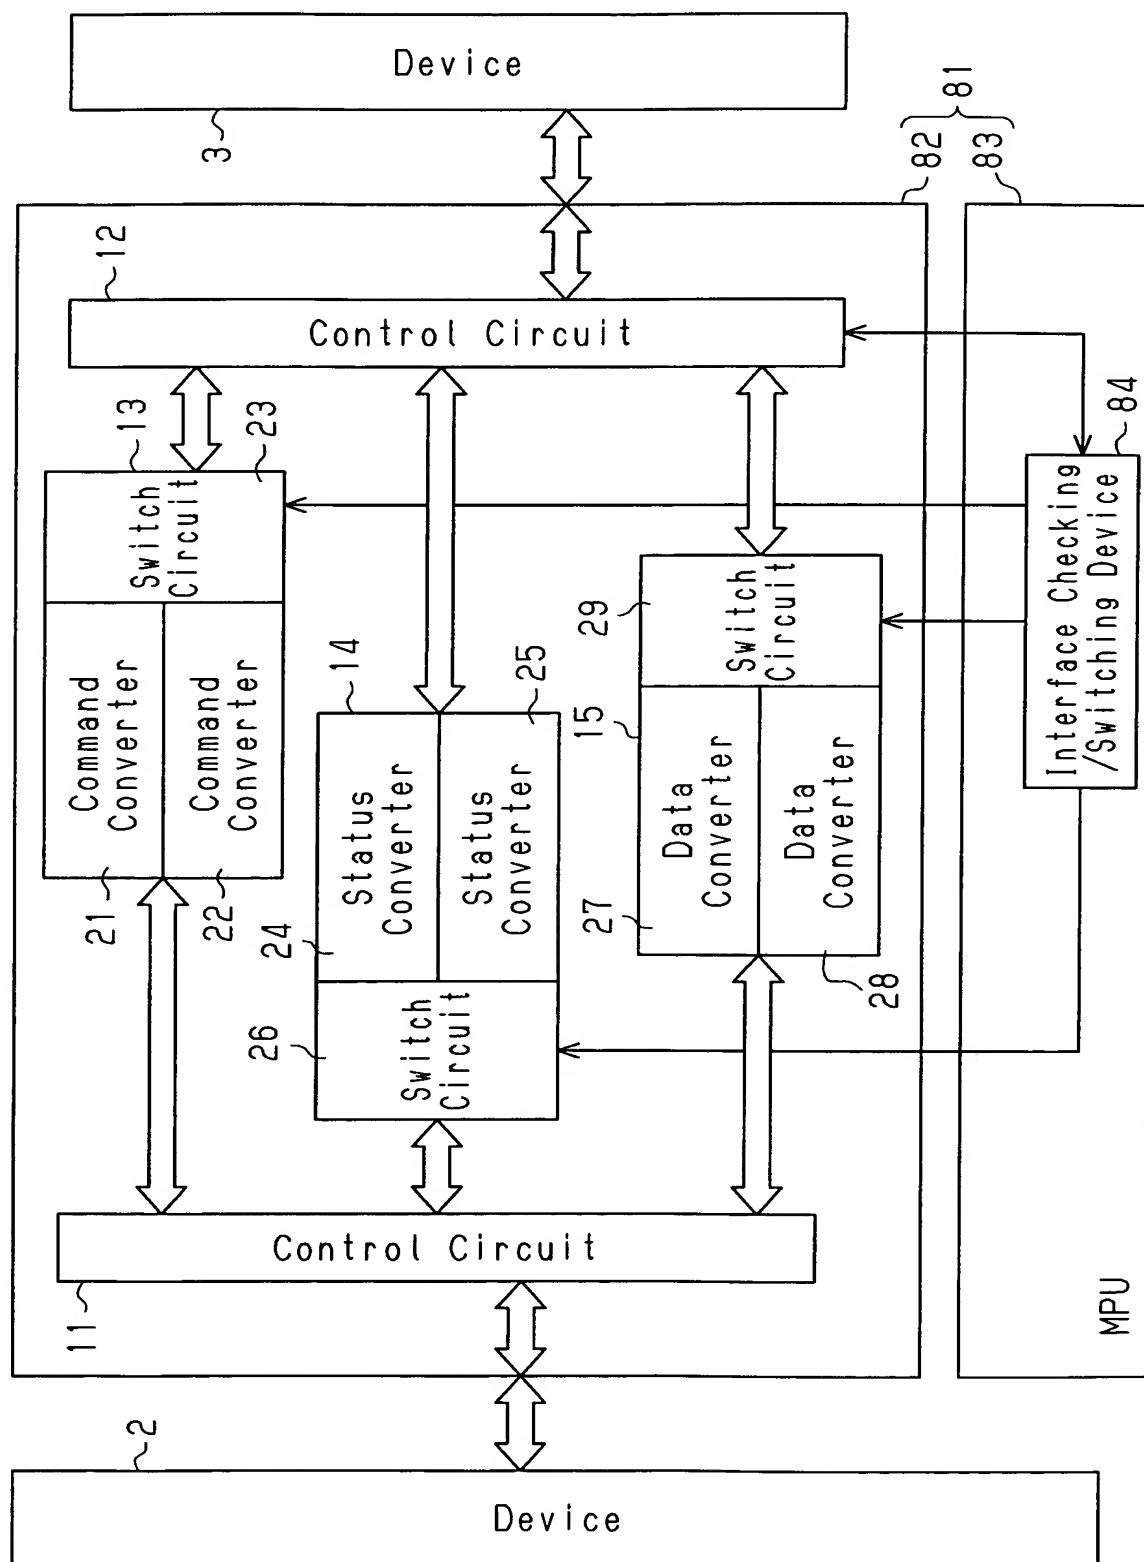 Device
3
12
Control Circuit
13
23
Switch
Circuit
Command
Converter
Command
Converter
21
22
14
25
Status
Converter
Status
Converter
24
26
Switch
Circuit
29
Switch
Circuit
15
Data
Converter
Data
Converter
27
28
11
Control Circuit
2
Device
81
82
83
84
Interface Checking
/Switching Device
MPU